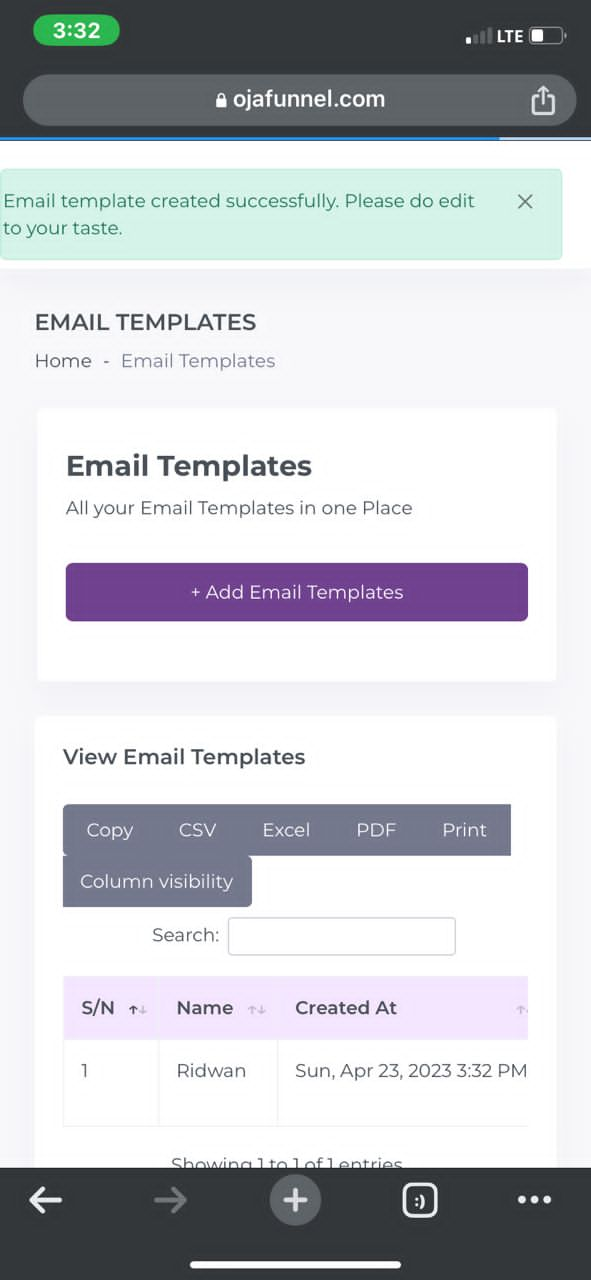 3:32
LTE
ojafunnel.com
Email template created successfully. Please do edit
to your taste.
EMAIL TEMPLATES
Home - Email Templates
Email Templates
All your Email Templates in one Place
+ Add Email Templates
View Email Templates
Copy CSV Excel PDF Print
Column visibility
Search:
S/N Name Created At
1 Ridwan Sun, Apr 23, 2023 3:32 PM
Showing 1 to 1 of 1 entries
:)